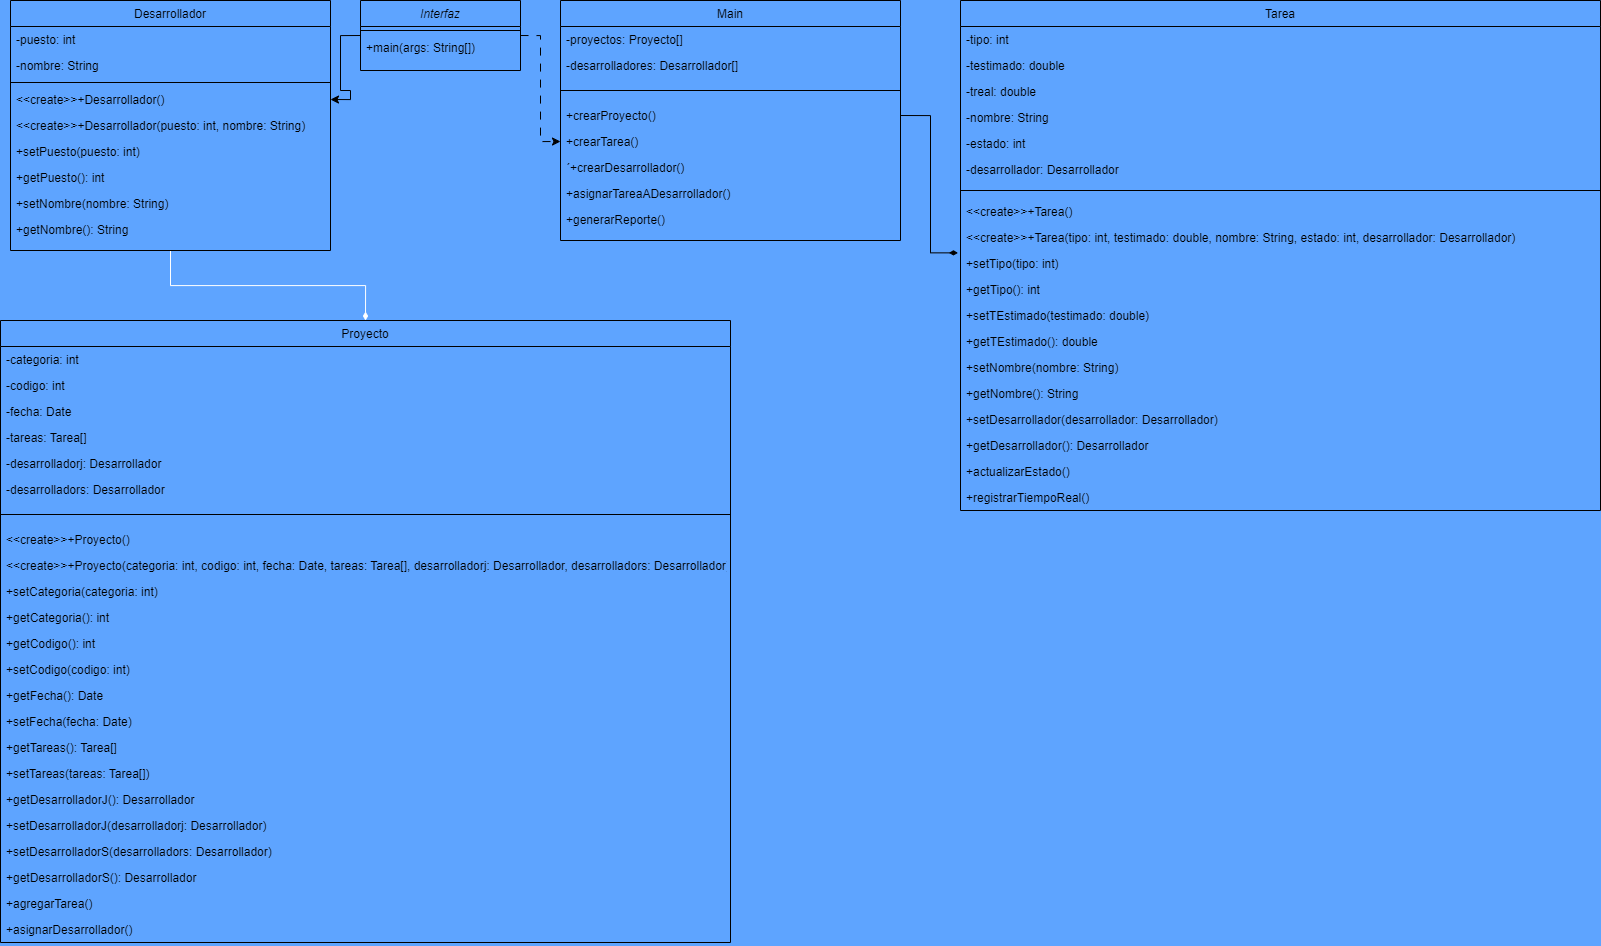 Desarrollador
-puesto: int
-nombre: String
<<create>>+Desarrollador()
<<create>>+Desarrollador(puesto: int, nombre: String)
+setPuesto(puesto: int)
+getPuesto(): int
+setNombre(nombre: String)
+getNombre(): String
Interfaz
+main(args: String[])
Main
-proyectos: Proyecto[]
-desarrolladores: Desarrollador[]
+crearProyecto()
+crearTarea()
´+crearDesarrollador()
+asignarTareaADesarrollador()
+generarReporte()
Tarea
-tipo: int
-testimado: double
-treal: double
-nombre: String
-estado: int
-desarrollador: Desarrollador
<<create>>+Tarea()
<<create>>+Tarea(tipo: int, testimado: double, nombre: String, estado: int, desarrollador: Desarrollador)
+setTipo(tipo: int)
+getTipo(): int
+setTEstimado(testimado: double)
+getTEstimado(): double
+setNombre(nombre: String)
+getNombre(): String
+setDesarrollador(desarrollador: Desarrollador)
+getDesarrollador(): Desarrollador
+actualizarEstado()
+registrarTiempoReal()
Proyecto
-categoria: int
-codigo: int
-fecha: Date
-tareas: Tarea[]
-desarrolladorj: Desarrollador
-desarrolladors: Desarrollador
<<create>>+Proyecto()
<<create>>+Proyecto(categoria: int, codigo: int, fecha: Date, tareas: Tarea[], desarrolladorj: Desarrollador, desarrolladors: Desarrollador
+setCategoria(categoria: int)
+getCategoria(): int
+getCodigo(): int
+setCodigo(codigo: int)
+getFecha(): Date
+setFecha(fecha: Date)
+getTareas(): Tarea[]
+setTareas(tareas: Tarea[])
+getDesarrolladorJ(): Desarrollador
+setDesarrolladorJ(desarrolladorj: Desarrollador)
+setDesarrolladorS(desarrolladors: Desarrollador)
+getDesarrolladorS(): Desarrollador
+agregarTarea()
+asignarDesarrollador()